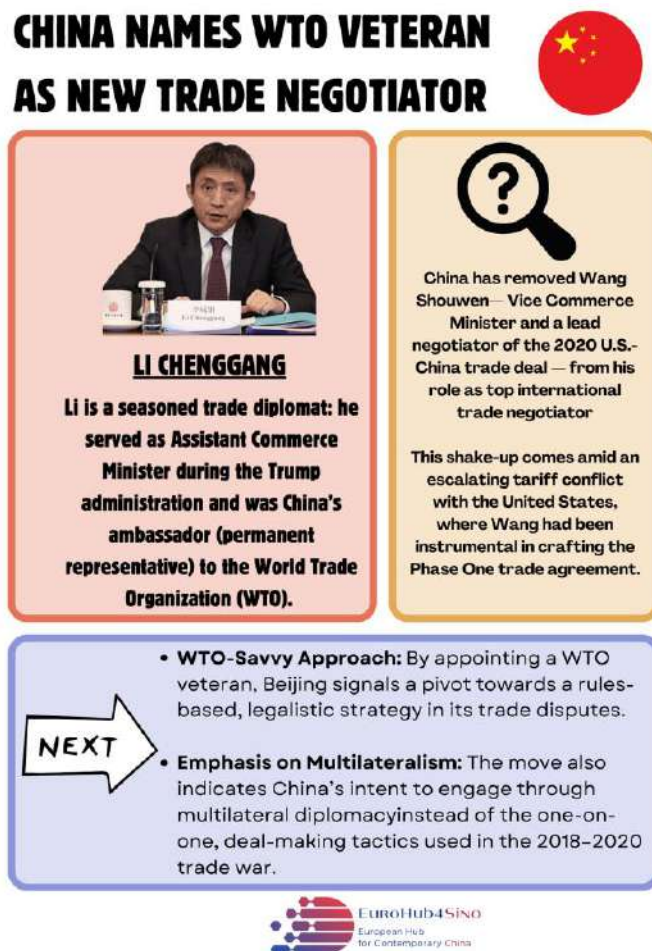 CHINA NAMES WTO VETERAN
AS NEW TRADE NEGOTIATOR
Li Chenggang
LI CHENGGANG
Li is a seasoned trade diplomat: he
served as Assistant Commerce
Minister during the Trump
administration and was China's
ambassador (permanent
representative) to the World Trade
Organization (WTO).
?
China has removed Wang
Shouwen— Vice Commerce
Minister and a lead
negotiator of the 2020 U.S.-
China trade deal — from his
role as top international
trade negotiator
This shake-up comes amid an
escalating tariff conflict
with the United States,
where Wang had been
instrumental in crafting the
Phase One trade agreement.
NEXT
• WTO-Savvy Approach: By appointing a WTO
veteran, Beijing signals a pivot towards a rules-
based, legalistic strategy in its trade disputes.
• Emphasis on Multilateralism: The move also
indicates China's intent to engage through
multilateral diplomacyinstead of the one-on-
one, deal-making tactics used in the 2018–2020
trade war.
EuroHub4Sino
European Hub
for Contemporary China